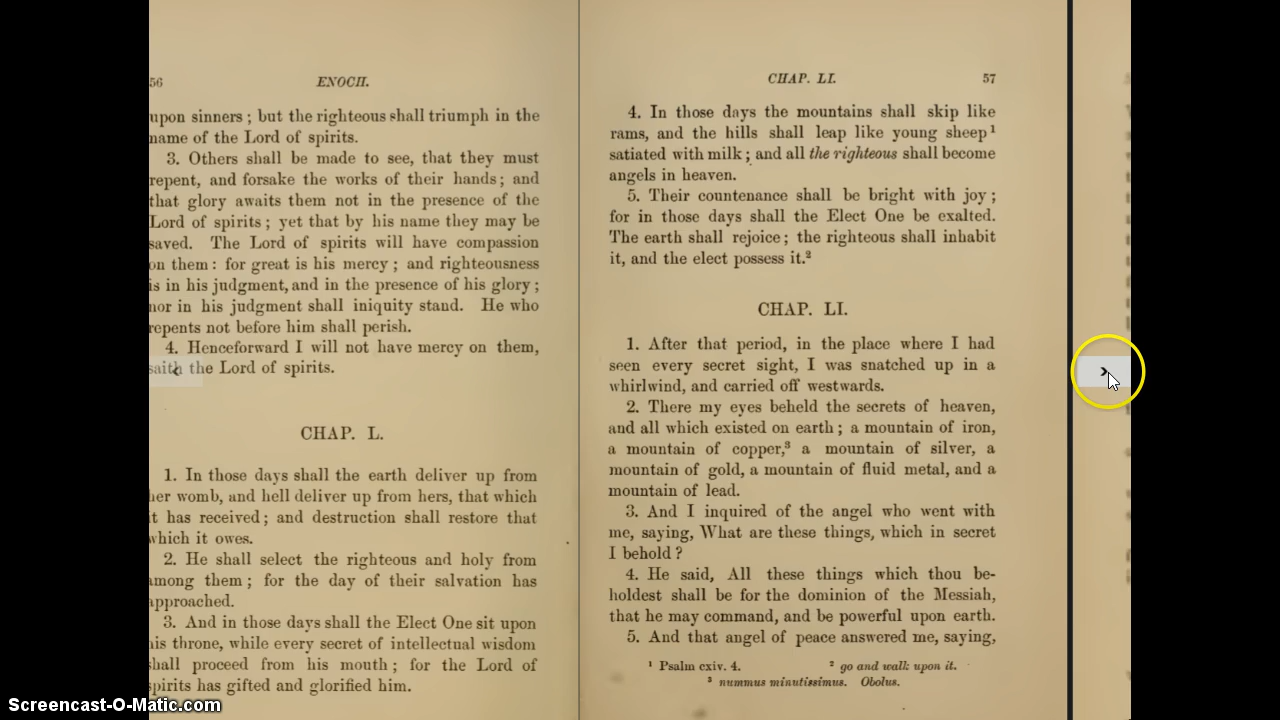 56 ENOCH.
upon sinners ; but the righteous shall triumph in the
name of the Lord of spirits.
3. Others shall be made to see, that they must
repent, and forsake the works of their hands ; and
that glory awaits them not in the presence of the
Lord of spirits ; yet that by his name they may be
saved. The Lord of spirits will have compassion
on them : for great is his mercy ; and righteousness
is in his judgment, and in the presence of his glory ;
nor in his judgment shall iniquity stand. He who
repents not before him shall perish.
4. Henceforward I will not have mercy on them,
saith the Lord of spirits.
CHAP. L.
1. In those days shall the earth deliver up from
her womb, and hell deliver up from hers, that which
it has received ; and destruction shall restore that
which it owes.
2. He shall select the righteous and holy from
among them ; for the day of their salvation has
approached.
3. And in those days shall the Elect One sit upon
his throne, while every secret of intellectual wisdom
shall proceed from his mouth ; for the Lord of
spirits has gifted and glorified him.
CHAP. LI. 57
4. In those days the mountains shall skip like
rams, and the hills shall leap like young sheep¹
satiated with milk ; and all the righteous shall become
angels in heaven.
5. Their countenance shall be bright with joy ;
for in those days shall the Elect One be exalted.
The earth shall rejoice ; the righteous shall inhabit
it, and the elect possess it.²
CHAP. LI.
1. After that period, in the place where I had
seen every secret sight, I was snatched up in a
whirlwind, and carried off westwards.
2. There my eyes beheld the secrets of heaven,
and all which existed on earth ; a mountain of iron,
a mountain of copper,³ a mountain of silver, a
mountain of gold, a mountain of fluid metal, and a
mountain of lead.
3. And I inquired of the angel who went with
me, saying, What are these things, which in secret
I behold ?
4. He said, All these things which thou be-
holdest shall be for the dominion of the Messiah,
that he may command, and be powerful upon earth.
5. And that angel of peace answered me, saying,
¹ Psalm cxiv. 4. ² go and walk upon it.
³ nummus minutissimus. Obolus.
Screencast-O-Matic.com